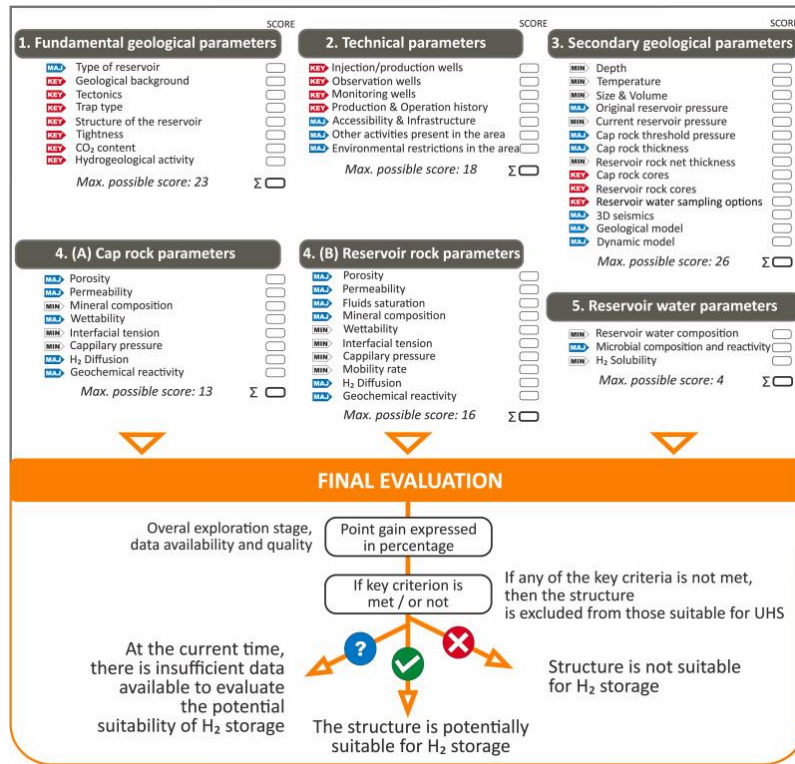 SCORE
1. Fundamental geological parameters
MAJ Type of reservoir
KEY Geological background
KEY Tectonics
KEY Trap type
KEY Structure of the reservoir
KEY Tightness
KEY CO₂ content
KEY Hydrogeological activity
Max. possible score: 23 Σ
SCORE
2. Technical parameters
KEY Injection/production wells
KEY Observation wells
KEY Monitoring wells
KEY Production & Operation history
MAJ Accessibility & Infrastructure
MAJ Other activities present in the area
MAJ Environmental restrictions in the area
Max. possible score: 18 Σ
SCORE
3. Secondary geological parameters
MIN Depth
MIN Temperature
MIN Size & Volume
MAJ Original reservoir pressure
MIN Current reservoir pressure
MAJ Cap rock threshold pressure
MAJ Cap rock thickness
MIN Reservoir rock net thickness
KEY Cap rock cores
KEY Reservoir rock cores
KEY Reservoir water sampling options
MAJ 3D seismics
MAJ Geological model
MAJ Dynamic model
Max. possible score: 26 Σ
4. (A) Cap rock parameters
MAJ Porosity
MAJ Permeability
MIN Mineral composition
MAJ Wettability
MIN Interfacial tension
MIN Cappilary pressure
MAJ H₂ Diffusion
MAJ Geochemical reactivity
Max. possible score: 13 Σ
4. (B) Reservoir rock parameters
MAJ Porosity
MAJ Permeability
MAJ Fluids saturation
MAJ Mineral composition
MIN Wettability
MIN Interfacial tension
MIN Cappilary pressure
MIN Mobility rate
MAJ H₂ Diffusion
MAJ Geochemical reactivity
Max. possible score: 16 Σ
5. Reservoir water parameters
MIN Reservoir water composition
MAJ Microbial composition and reactivity
MIN H₂ Solubility
Max. possible score: 4 Σ
FINAL EVALUATION
Overal exploration stage,
data availability and quality
Point gain expressed
in percentage
If key criterion is
met / or not
If any of the key criteria is not met,
then the structure
is excluded from those suitable for UHS
?
At the current time,
there is insufficient data
available to evaluate
the potential
suitability of H₂ storage
The structure is potentially
suitable for H₂ storage
Structure is not suitable
for H₂ storage